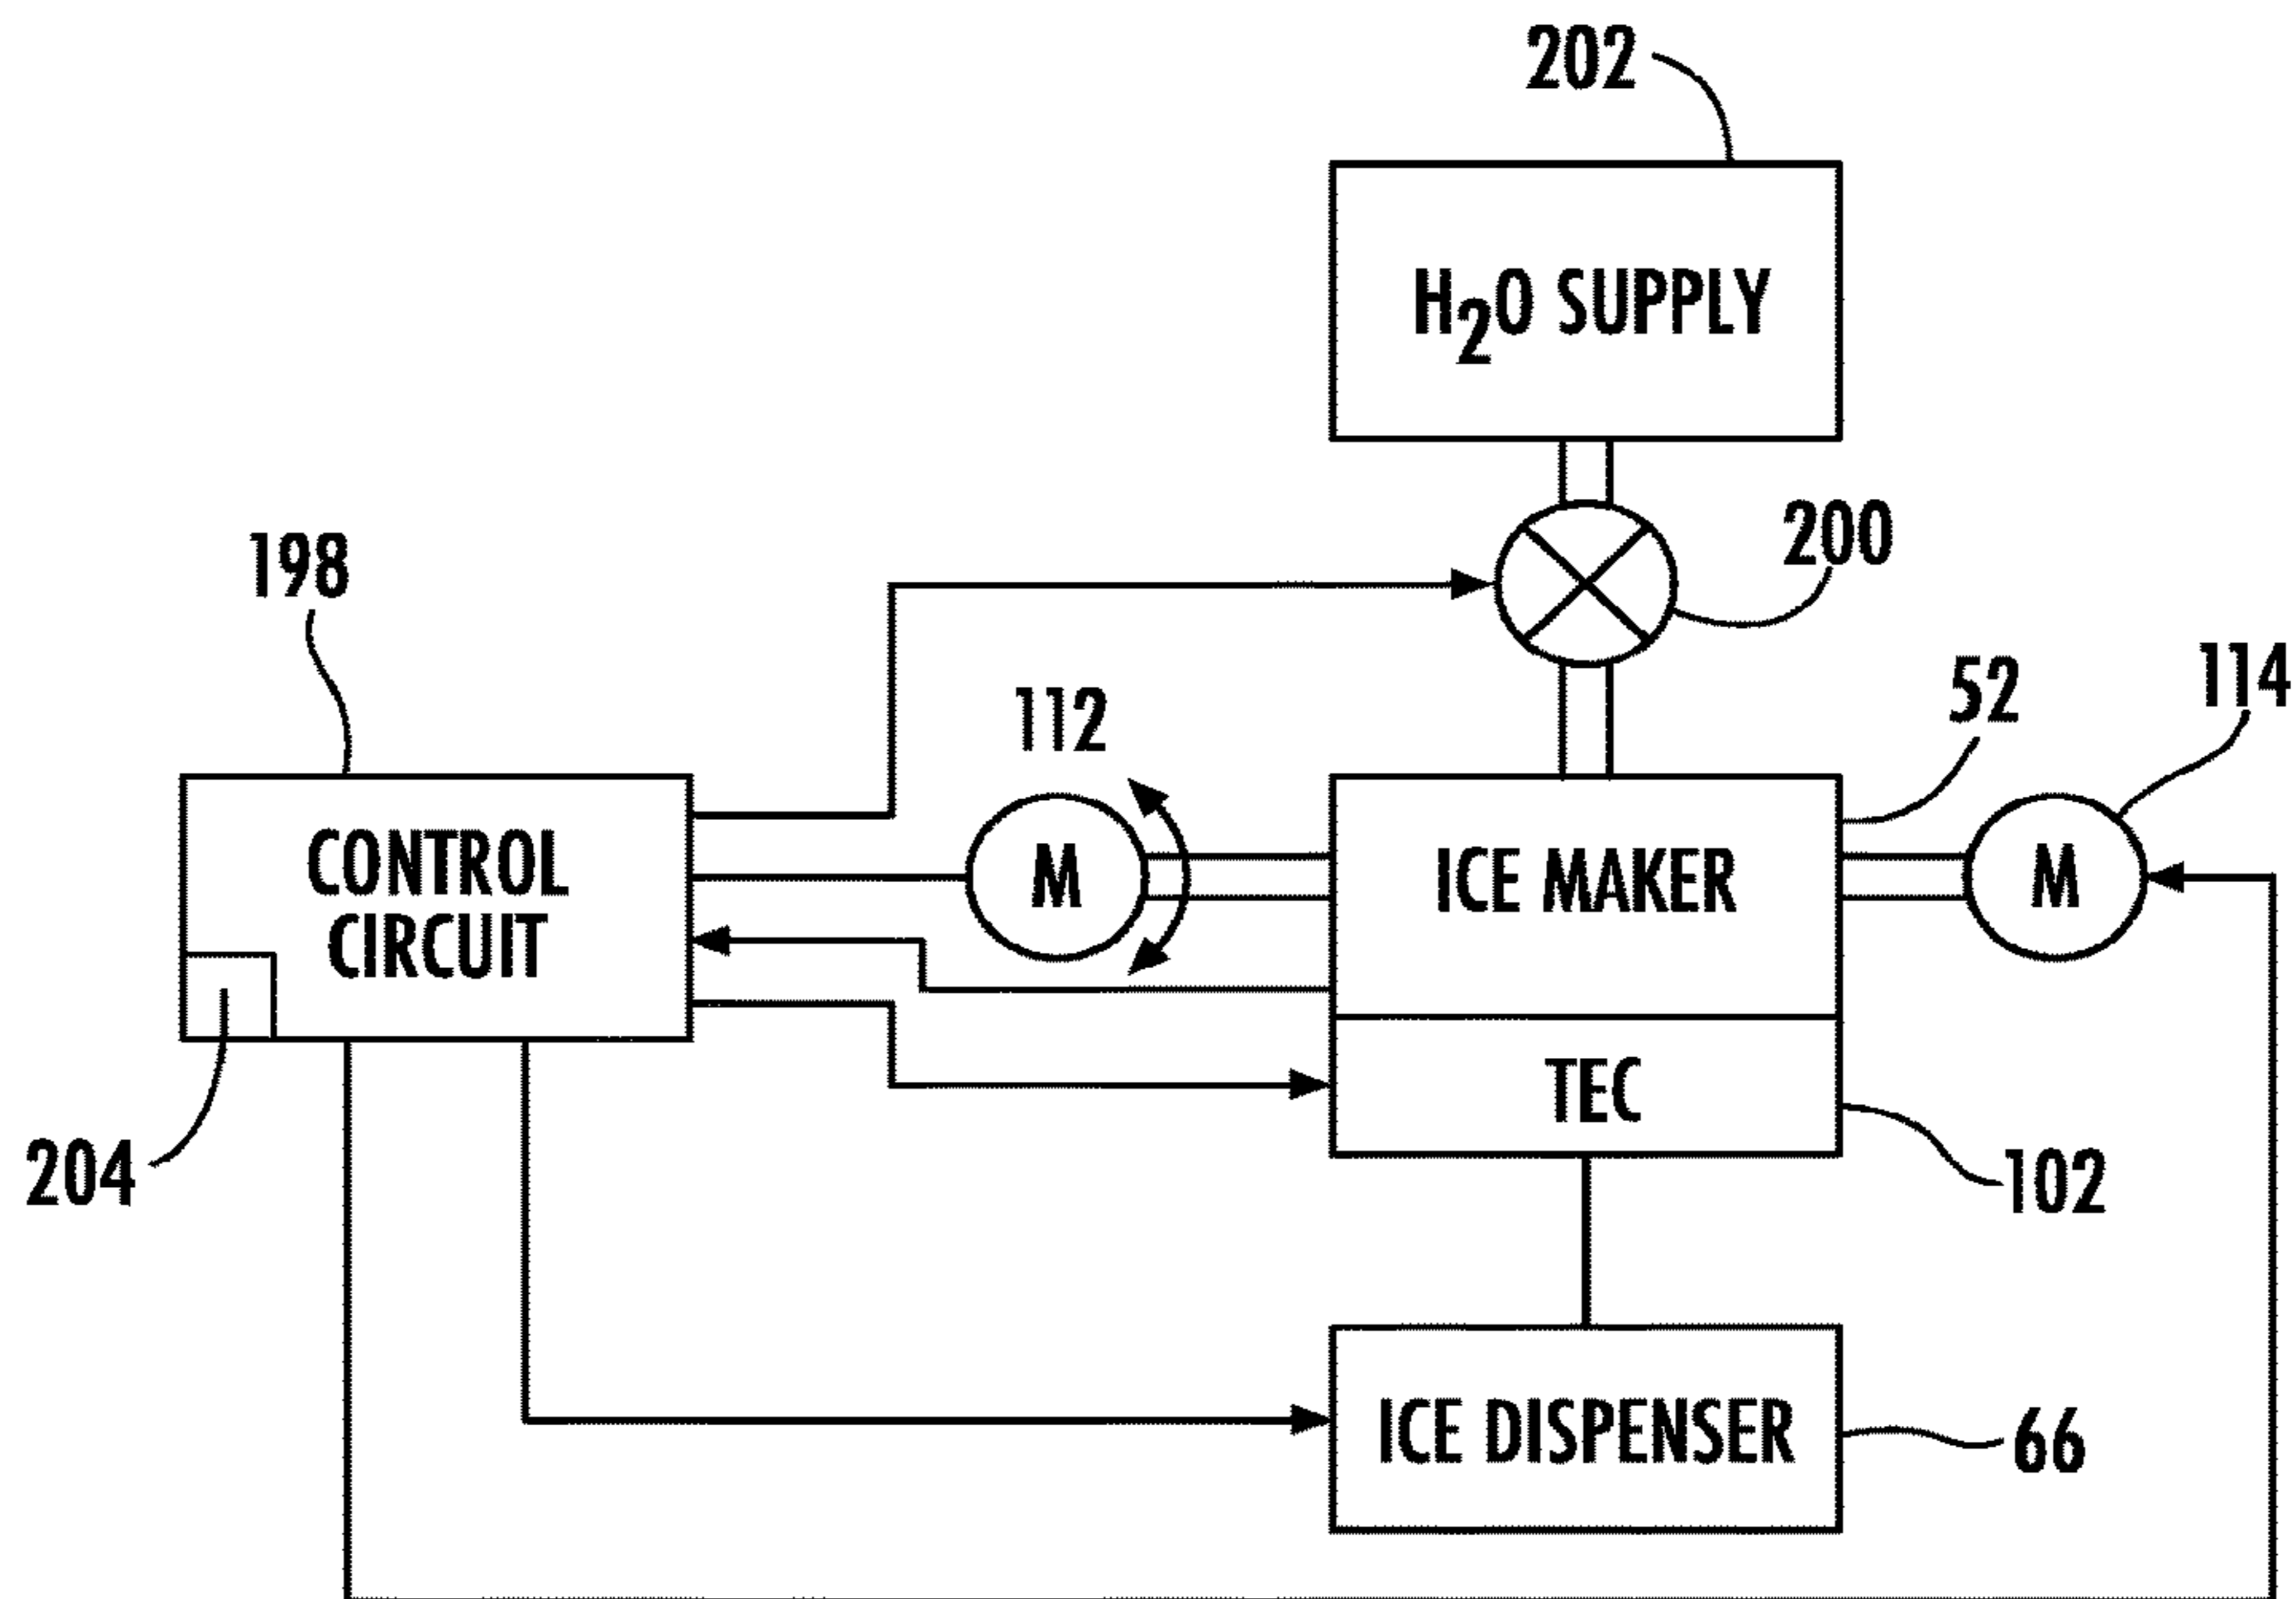 202
H₂O SUPPLY
200
198
52
114
112
CONTROL
CIRCUIT
M
ICE MAKER
M
TEC
204
102
ICE DISPENSER
66